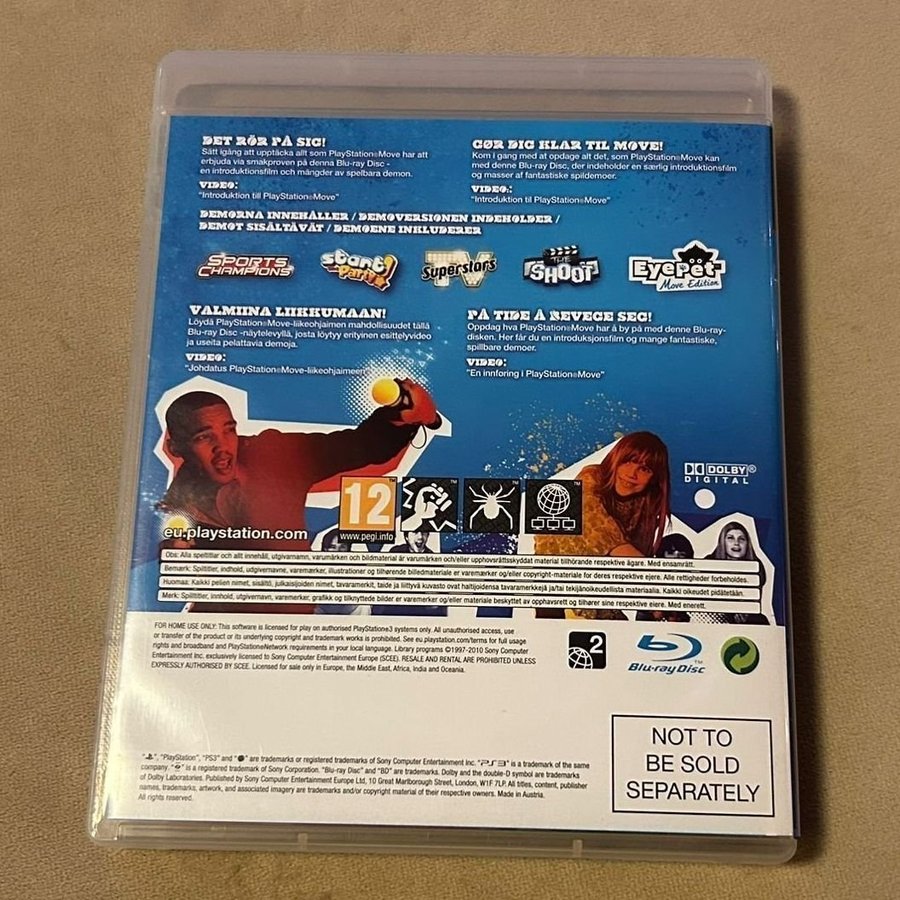 DET RÖR PÅ SIG!
Sätt igång att upptäcka allt som PlayStation®Move har att
erbjuda via smakproven på denna Blu-ray Disc -
en introduktionsfilm och mängder av spelbara demon.
VIDEO:
"Introduktion till PlayStation®Move"
GØR DIG KLAR TIL MOVE!
Kom i gang med at opdage alt det, som PlayStation®Move kan
med denne Blu-ray Disc, der indeholder en særlig introduktionsfilm
og masser af fantastiske spildemoer.
VIDEO.:
"Introduktion til PlayStation®Move"
DEMORNA INNEHÅLLER / DEMOVERSIONEN INDEHOLDER /
DEMOT SISÄLTÄVÄT / DEMOENE INKLUDERER
SPORTS
CHAMPIONS
start the
Party!
TV
Superstars
THE
SHOOT
EyePet
Move Edition
VALMIINA LIIKKUMAAN!
Löydä PlayStation®Move-liikeohjaimen mahdollisuudet tällä
Blu-ray Disc -näytelevyllä, josta löytyy erityinen esittelyvideo
ja useita pelattavia demoja.
VIDEO:
"Johdatus PlayStation®Move-liikeohjaimeen"
PÅ TIDE Å BEVEGE SEG!
Oppdag hva PlayStation®Move har å by på med denne Blu-ray-
disken. Her får du en introduksjonsfilm og mange fantastiske,
spillbare demoer.
VIDEO:
"En innføring i PlayStation®Move"
DOLBY®
DIGITAL
12
www.pegi.info
eu.playstation.com
Obs: Alla speltitlar och allt innehåll, utgivarnamn, varumärken och bildmaterial är varumärken och/eller upphovsrättsskyddat material tillhörande respektive ägare. Med ensamrätt.
Bemærk: Spiltitler, indhold, udgivernavne, varemærker, illustrationer og tilhørende billedmateriale er varemærker og/eller copyright-materiale for deres respektive ejere. Alle rettigheder forbeholdes.
Huomaa: Kaikki pelien nimet, sisältö, julkaisijoiden nimet, tavaramerkit, taide ja liittyvä kuvasto ovat haltijoidensa tavaramerkkejä ja/tai tekijänoikeudellista materiaalia. Kaikki oikeudet pidätetään.
Merk: Spilltitler, innhold, utgivernavn, varemerker, grafikk og tilknyttede bilder er varemerker og/eller materiale beskyttet av opphavsrett og tilhører sine respektive eiere. Med enerett.
FOR HOME USE ONLY: This software is licensed for play on authorised PlayStation3 systems only. All unauthorised access, use
or transfer of the product or its underlying copyright and trademark works is prohibited. See eu.playstation.com/terms for full usage
rights and broadband and PlayStationNetwork requirements in your local language. Library programs ©1997-2010 Sony Computer
Entertainment Inc. exclusively licensed to Sony Computer Entertainment Europe (SCEE). RESALE AND RENTAL ARE PROHIBITED UNLESS
EXPRESSLY AUTHORISED BY SCEE. Licensed for sale only in Europe, the Middle East, Africa, India and Oceania.
2
Blu-ray Disc
NOT TO
BE SOLD
SEPARATELY
" ", "PlayStation", "PS3" and " " are trademarks or registered trademarks of Sony Computer Entertainment Inc. "PS3" is a trademark of the same
company. " " is a trademark of Sony Corporation. "Blu-ray Disc" and "BD" are trademarks. Dolby and the double-D symbol are trademarks
of Dolby Laboratories. Published by Sony Computer Entertainment Europe Ltd, 10 Great Marlborough Street, London, W1F 7LP. All titles, content, publisher
names, trademarks, artwork, and associated imagery are trademarks and/or copyright material of their respective owners. Made in Austria.
All rights reserved.